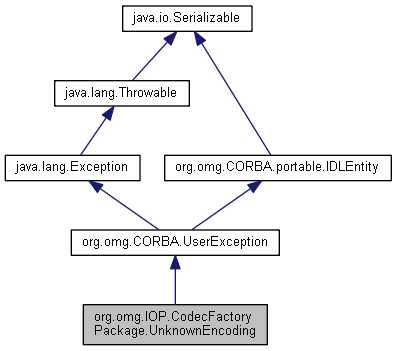 java.io.Serializable
java.lang.Throwable
java.lang.Exception
org.omg.CORBA.portable.IDLEntity
org.omg.CORBA.UserException
org.omg.IOP.CodecFactory
Package.UnknownEncoding